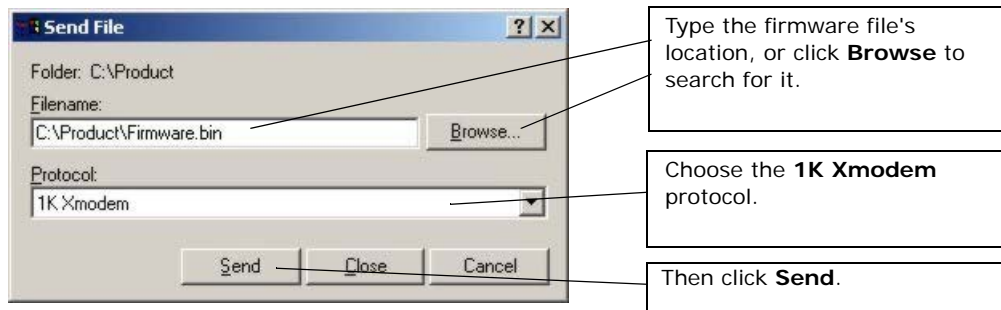 Send File
Folder: C:\Product
Filename:
C:\Product\Firmware.bin
Browse...
Protocol:
1K Xmodem
Send
Close
Cancel
Type the firmware file's
location, or click Browse to
search for it.
Choose the 1K Xmodem
protocol.
Then click Send.